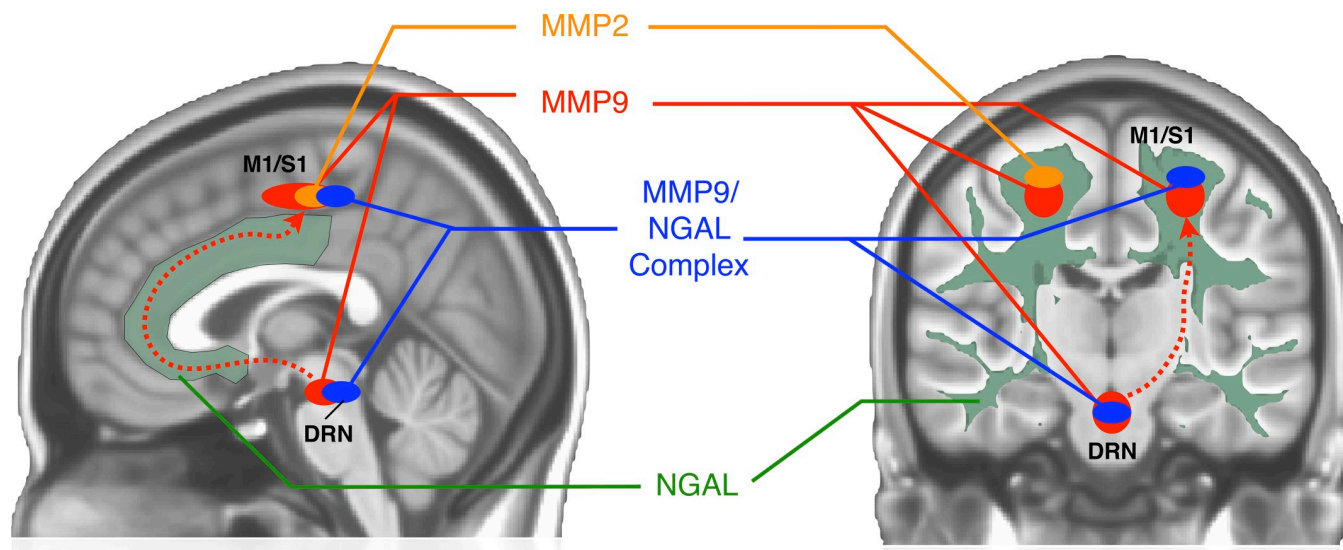 MMP2
MMP9
M1/S1
M1/S1
MMP9/
NGAL
Complex
DRN
DRN
NGAL